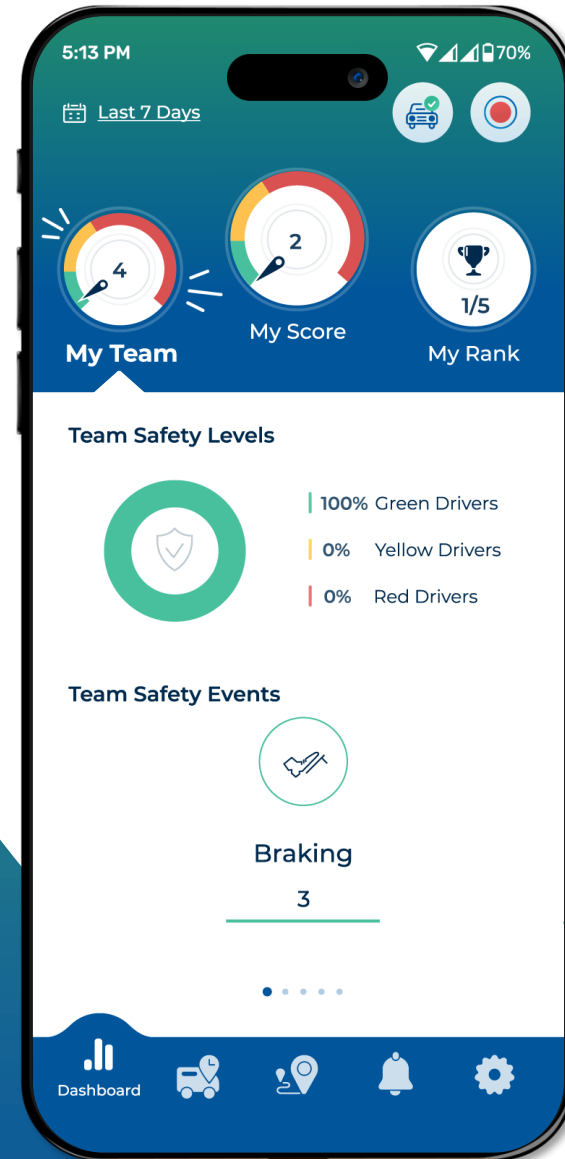 5:13 PM
70%
Last 7 Days
4
2
1/5
My Team
My Score
My Rank
Team Safety Levels
100% Green Drivers
0% Yellow Drivers
0% Red Drivers
Team Safety Events
Braking
3
Dashboard